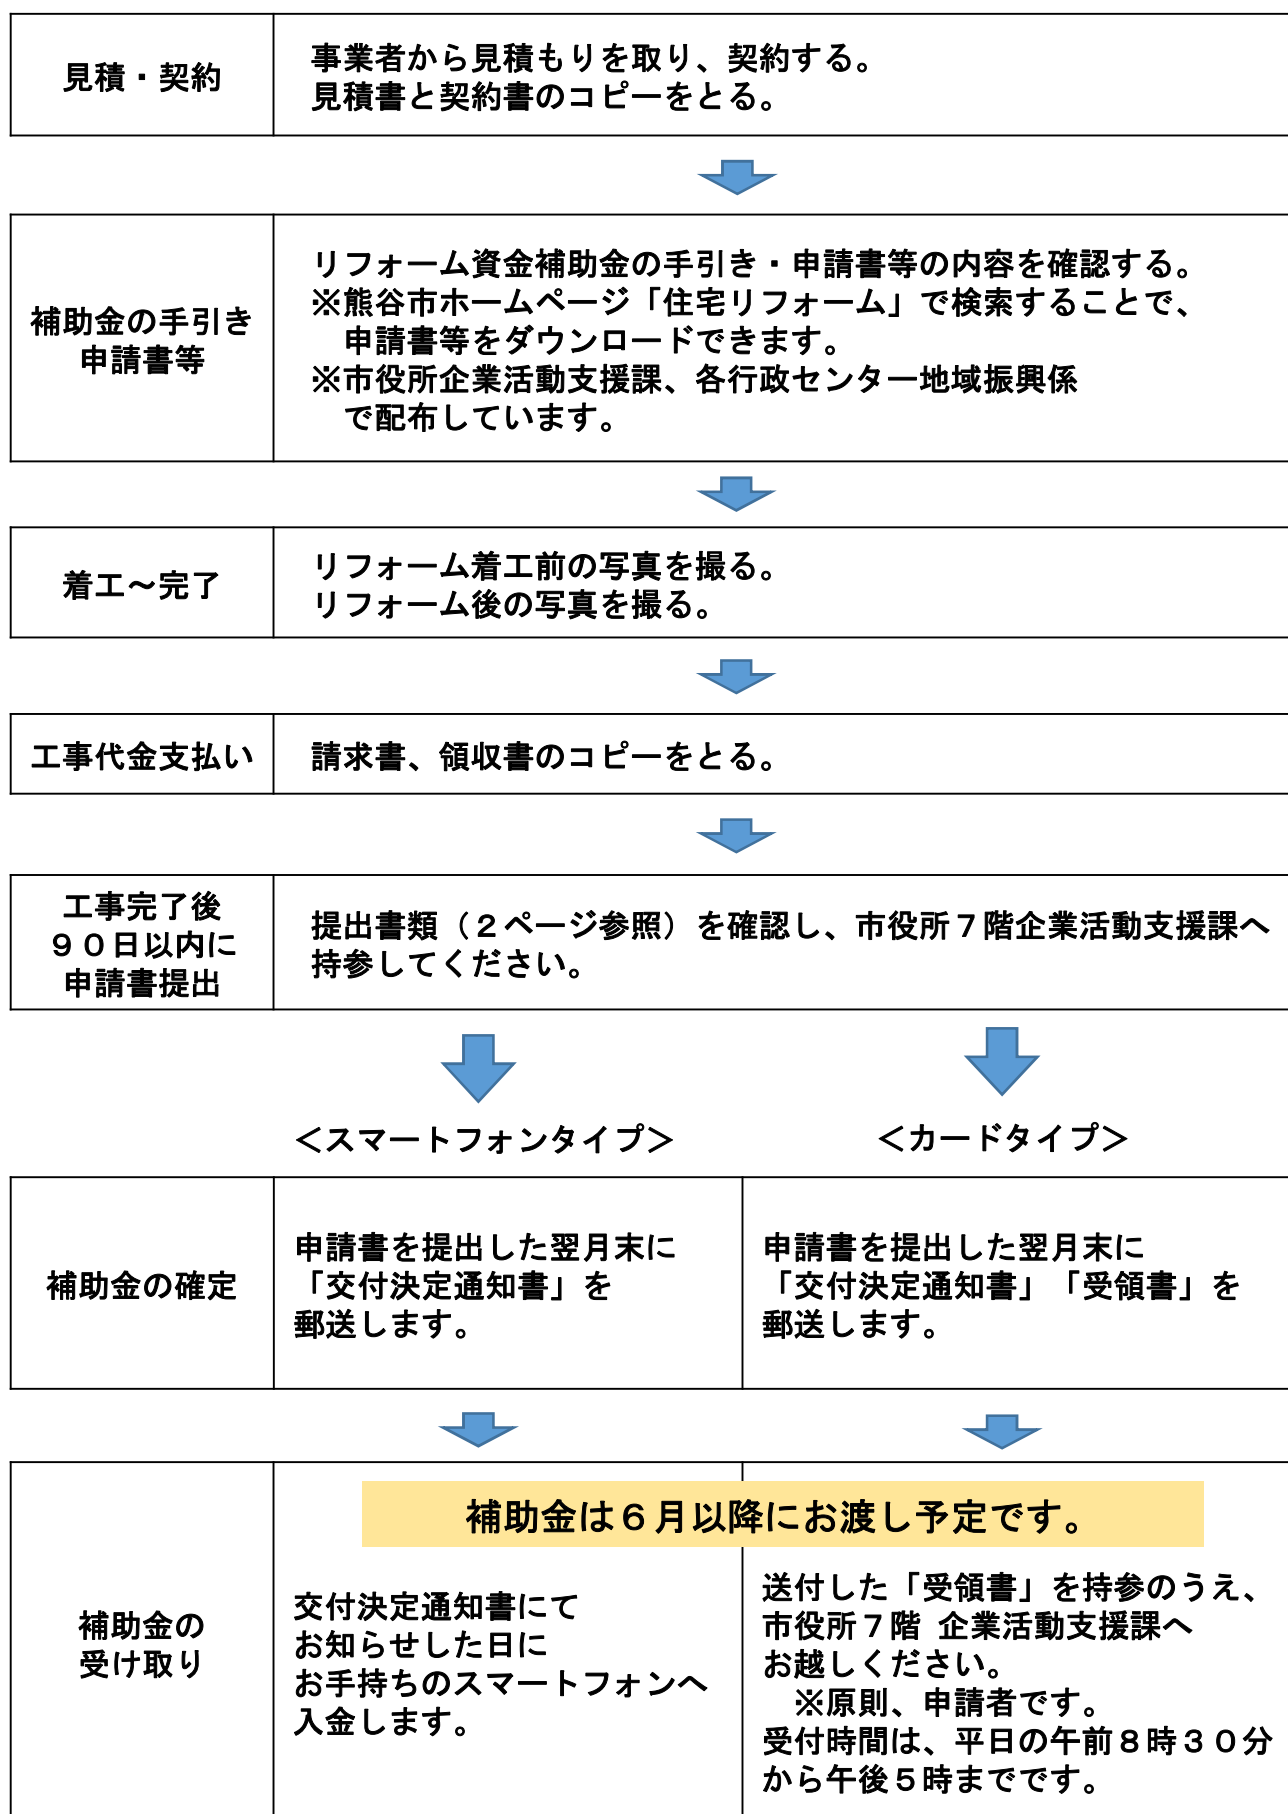 見積・契約
事業者から見積もりを取り、契約する。
見積書と契約書のコピーをとる。
補助金の手引き
申請書等
リフォーム資金補助金の手引き・申請書等の内容を確認する。
※熊谷市ホームページ「住宅リフォーム」で検索することで、
申請書等をダウンロードできます。
※市役所企業活動支援課、各行政センター地域振興係
で配布しています。
着工～完了
リフォーム着工前の写真を撮る。
リフォーム後の写真を撮る。
工事代金支払い
請求書、領収書のコピーをとる。
工事完了後
９０日以内に
申請書提出
提出書類（２ページ参照）を確認し、市役所７階企業活動支援課へ
持参してください。
＜スマートフォンタイプ＞
＜カードタイプ＞
補助金の確定
申請書を提出した翌月末に
「交付決定通知書」を
郵送します。
申請書を提出した翌月末に
「交付決定通知書」「受領書」を
郵送します。
補助金は６月以降にお渡し予定です。
補助金の
受け取り
交付決定通知書にて
お知らせした日に
お手持ちのスマートフォンへ
入金します。
送付した「受領書」を持参のうえ、
市役所７階 企業活動支援課へ
お越しください。
※原則、申請者です。
受付時間は、平日の午前８時３０分
から午後５時までです。